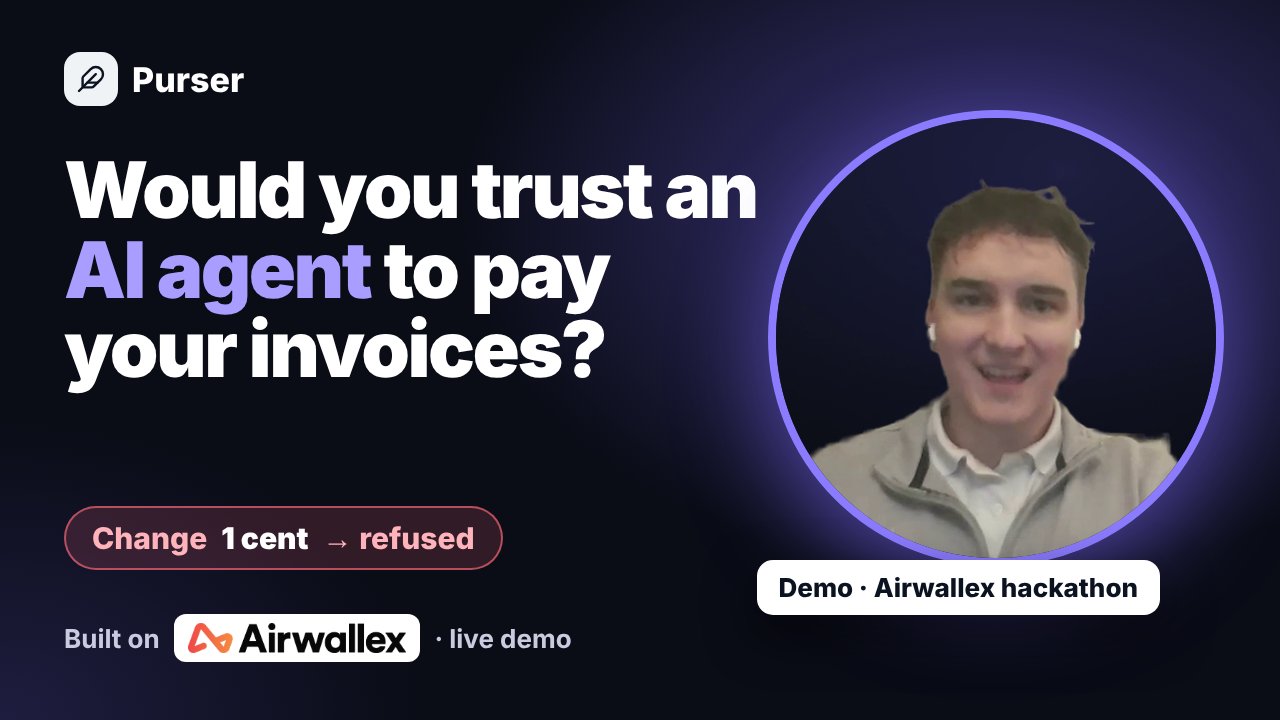 Purser
Would you trust an
AI agent to pay
your invoices?
Change 1 cent → refused
Demo · Airwallex hackathon
Built on Airwallex · live demo